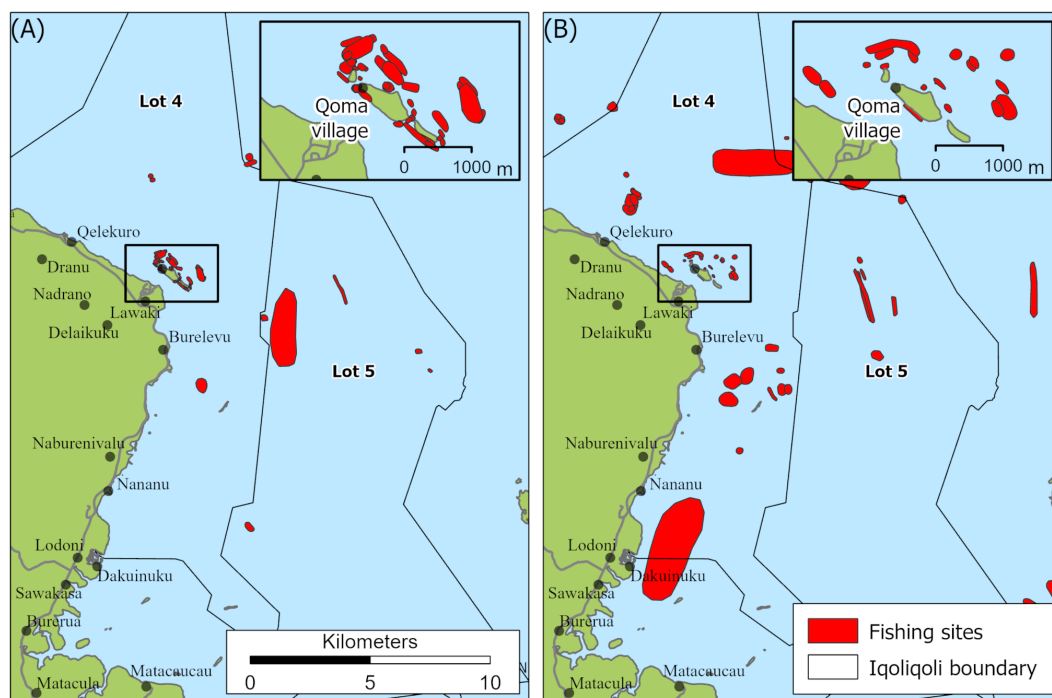 (A)
Lot 4
Qoma
village
0 1000 m
Qelekuro
Dranu
Nadrano
Lawaki
Delaikuku
Burelevu
Lot 5
Naburenivalu
Nananu
Lodoni
Dakuinuku
Sawakasa
Burerua
Kilometers
0 5 10
Matacaucau
Matacula
(B)
Lot 4
Qoma
village
0 1000 m
Qelekuro
Dranu
Nadrano
Lawaki
Delaikuku
Burelevu
Lot 5
Naburenivalu
Nananu
Lodoni
Dakuinuku
Sawakasa
Burerua
Matacaucau
Matacula
Fishing sites
Iqoliqoli boundary